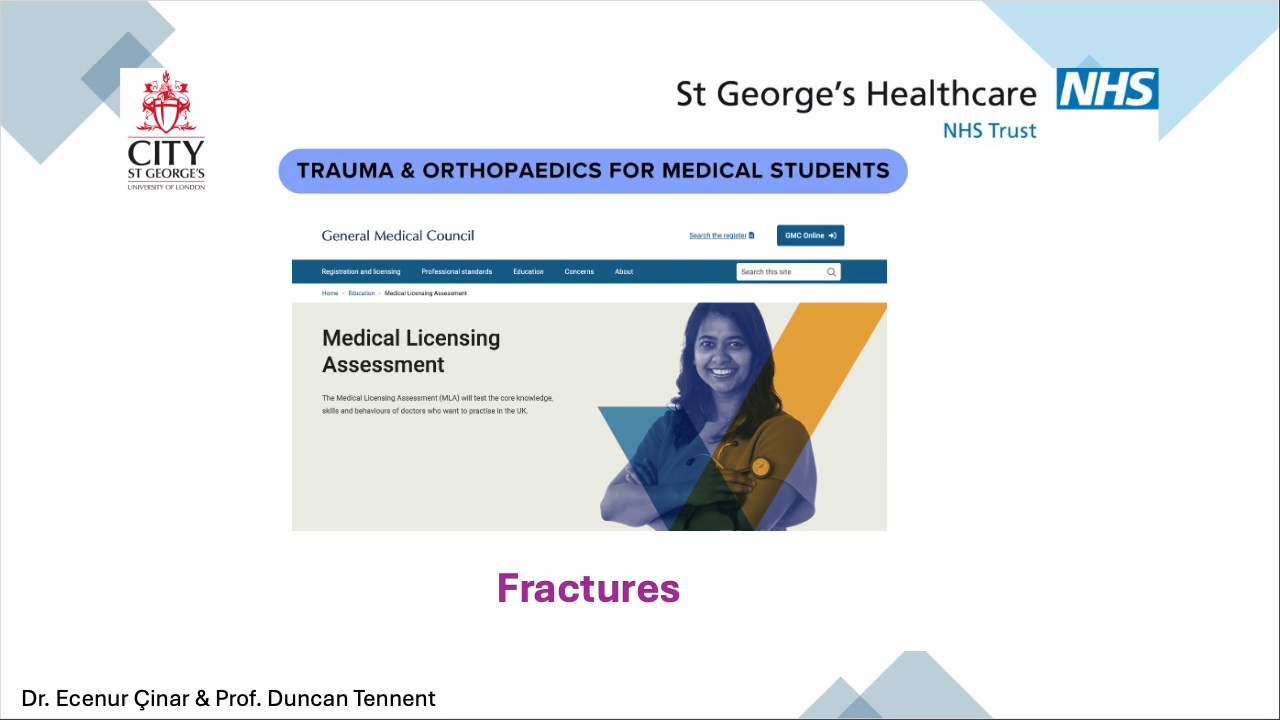 CITY
ST GEORGE'S
UNIVERSITY OF LONDON
St George's Healthcare NHS
NHS Trust
TRAUMA & ORTHOPAEDICS FOR MEDICAL STUDENTS
General Medical Council
Search the register
GMC Online
Registration and licensing Professional standards Education Concerns About
Search this site
Home Education Medical Licensing Assessment
Medical Licensing
Assessment
The Medical Licensing Assessment (MLA) will test the core knowledge,
skills and behaviours of doctors who want to practise in the UK.
Fractures
Dr. Ecenur Çinar & Prof. Duncan Tennent